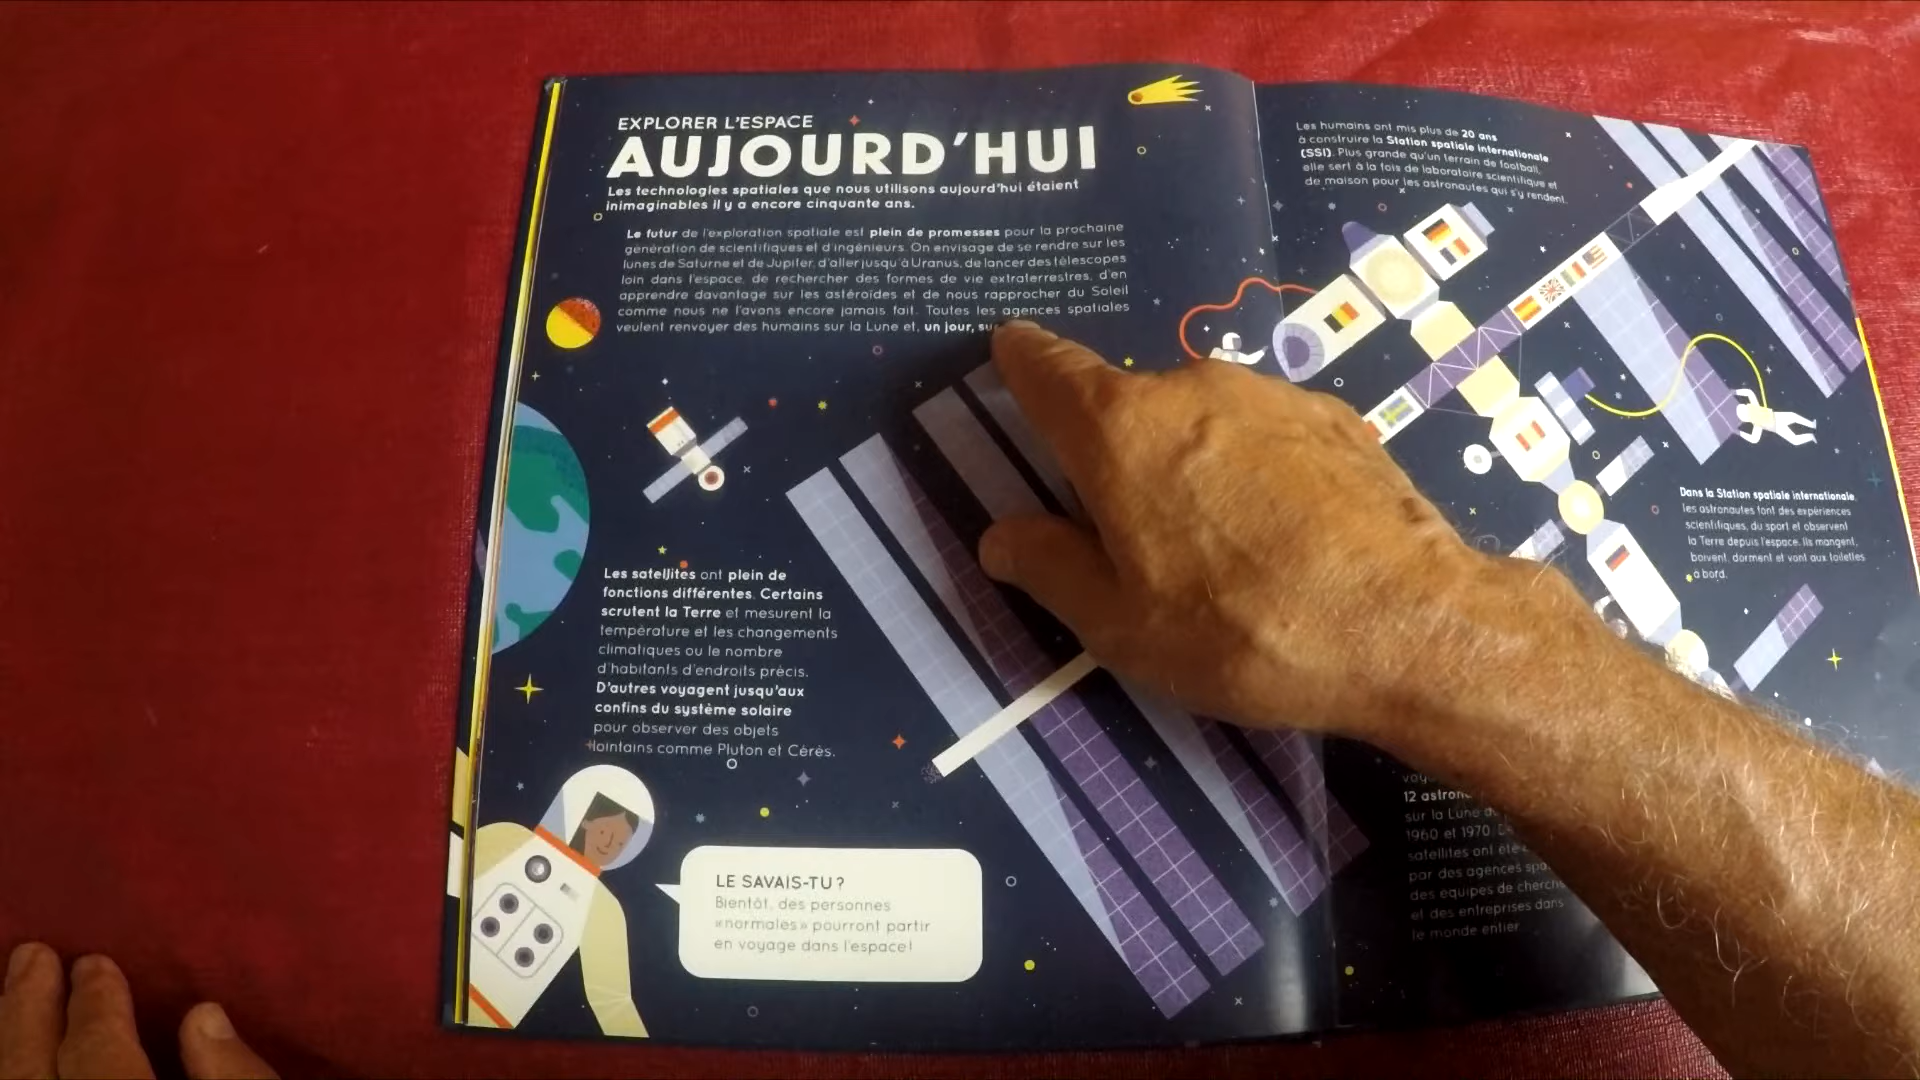 EXPLORER L'ESPACE
AUJOURD'HUI
Les technologies spatiales que nous utilisons aujourd'hui étaient
inimaginables il y a encore cinquante ans.
Le futur de l'exploration spatiale est plein de promesses pour la prochaine
génération de scientifiques et d'ingénieurs. On envisage de se rendre sur les
lunes de Saturne et de Jupiter, d'aller jusqu'à Uranus, de lancer des télescopes
loin dans l'espace, de rechercher des formes de vie extraterrestres, d'en
apprendre davantage sur les astéroïdes et de nous rapprocher du Soleil
comme nous ne l'avons encore jamais fait. Toutes les agences spatiales
veulent renvoyer des humains sur la Lune et, un jour,
Les satellites ont plein de
fonctions différentes. Certains
scrutent la Terre et mesurent la
température et les changements
climatiques ou le nombre
d'habitants d'endroits précis.
D'autres voyagent jusqu'aux
confins du système solaire
pour observer des objets
lointains comme Pluton et Cérès.
LE SAVAIS-TU ?
Bientôt, des personnes
«normales» pourront partir
en voyage dans l'espace!
Les humains ont mis plus de 20 ans
à construire la Station spatiale internationale
(SSI). Plus grande qu'un terrain de football,
elle sert à la fois de laboratoire scientifique et
de maison pour les astronautes qui s'y rendent.
Dans la Station spatiale internationale,
les astronautes font des expériences
scientifiques, du sport et observent
la Terre depuis l'espace. Ils mangent,
boivent, dorment et vont aux toilettes
à bord.
12
sur la Lune
1960 et 1970.
satellites ont été
par des agences
des équipes de
et des entreprises dans
le monde entier.